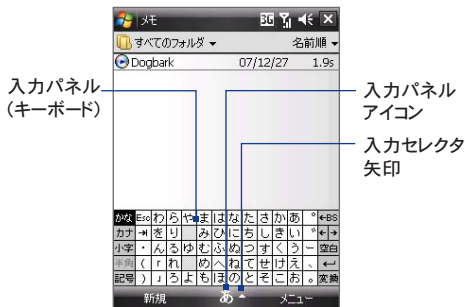 メモ
3G
すべてのフォルダ
名前順
Dogbark 07/12/27 1.9s
入力パネル
(キーボード)
入力パネル
アイコン
入力セレクタ
矢印
かな Esc わ ら や ま は な た さ か あ ゜ ←BS
カナ を り み ひ に ち し き い ゛ ← →
小字 ・ ん る ゆ む ふ ぬ つ す く う ー 空白
半角 ( 「 れ め へ ね て せ け え 、
記号 ) 」 ろ よ も ほ の と そ こ お 。 変換
新規 あ メニュー